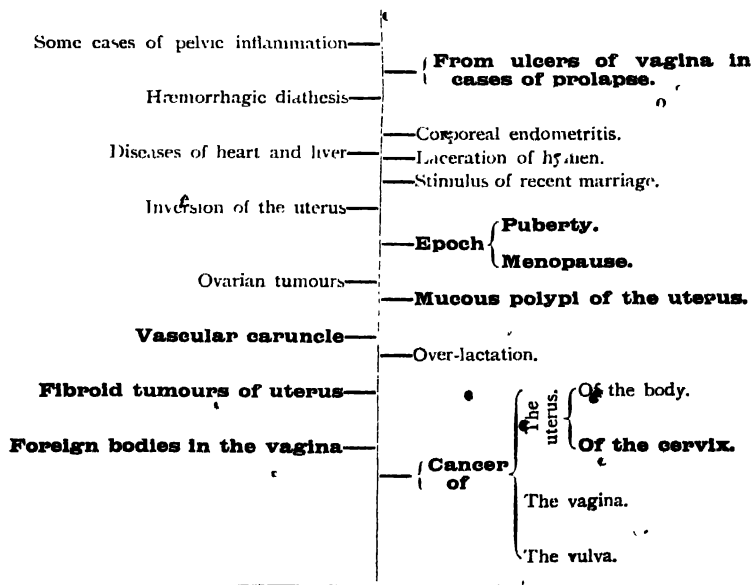 Some cases of pelvic inflammation
From ulcers of vagina in
cases of prolapse.
Hæmorrhagic diathesis
Corporeal endometritis.
Diseases of heart and liver
Laceration of hymen.
Stimulus of recent marriage.
Inversion of the uterus
Puberty.
Epoch
Menopause.
Ovarian tumours
Mucous polypi of the uterus.
Vascular caruncle
Over-lactation.
Fibroid tumours of uterus
The
uterus.
Of the body.
Foreign bodies in the vagina
Of the cervix.
Cancer
of
The vagina.
The vulva.